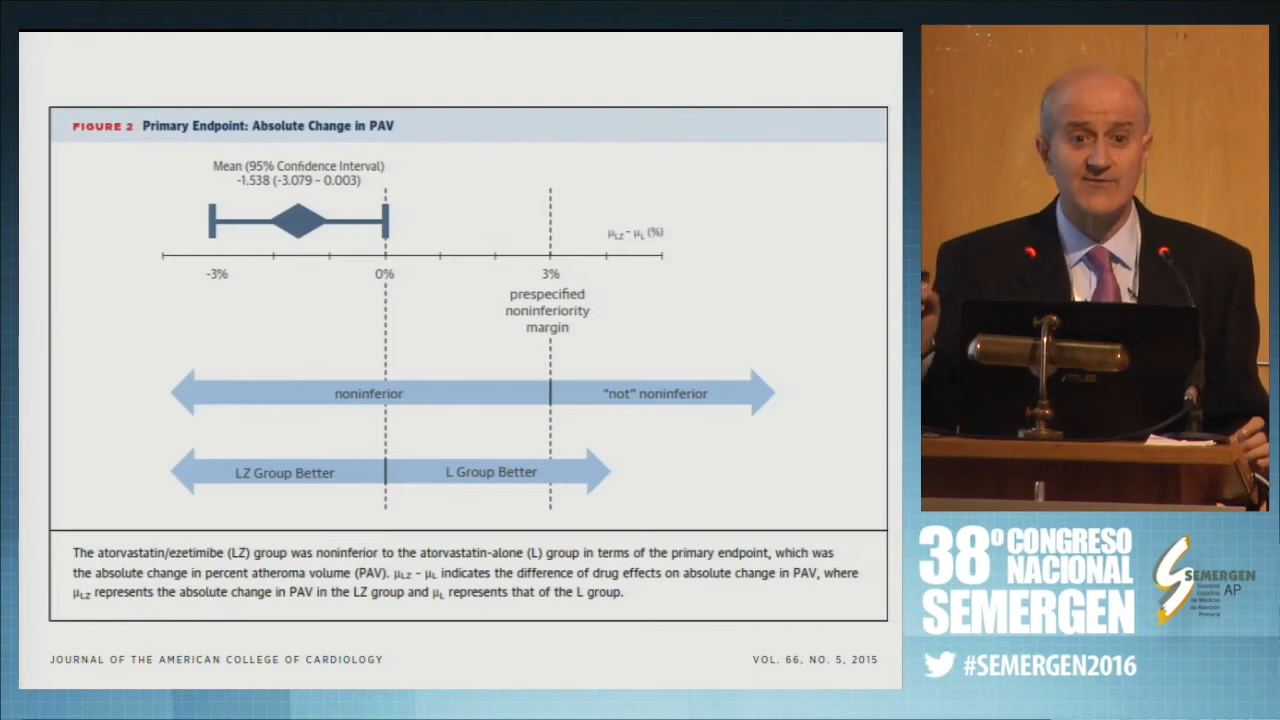 FIGURE 2 Primary Endpoint: Absolute Change in PAV
Mean (95% Confidence Interval)
-1.538 (-3.079 - 0.003)
μLZ - μL (%)
-3%
0%
3%
prespecified
noninferiority
margin
noninferior
"not" noninferior
LZ Group Better
L Group Better
The atorvastatin/ezetimibe (LZ) group was noninferior to the atorvastatin-alone (L) group in terms of the primary endpoint, which was
the absolute change in percent atheroma volume (PAV). μLZ - μL indicates the difference of drug effects on absolute change in PAV, where
μLZ represents the absolute change in PAV in the LZ group and μL represents that of the L group.
JOURNAL OF THE AMERICAN COLLEGE OF CARDIOLOGY
VOL. 66, NO. 5, 2015
38º CONGRESO
NACIONAL
SEMERGEN
SEMERGEN
Sociedad
Española
de Médicos
de Atención
Primaria
AP
#SEMERGEN2016